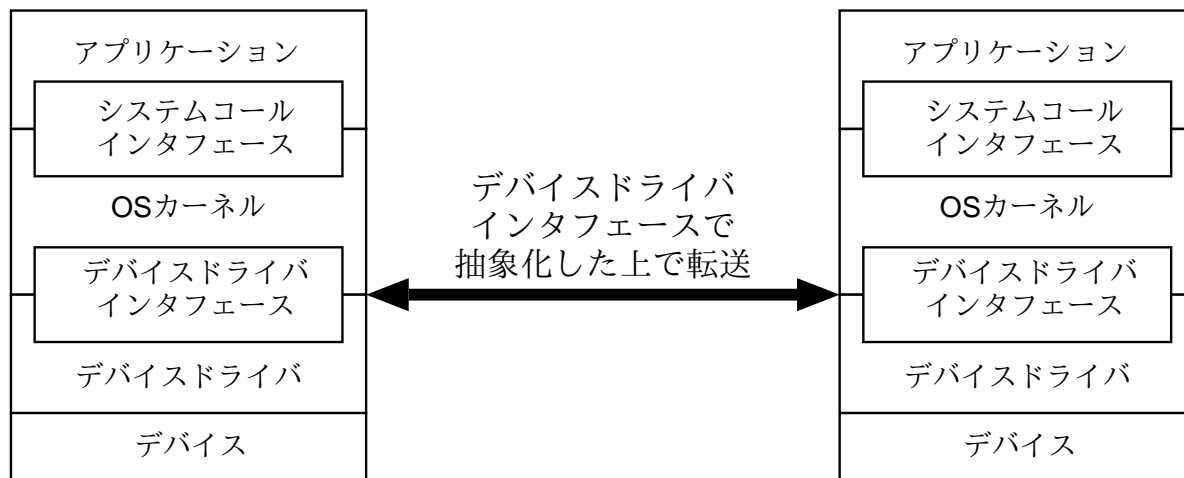 アプリケーション
システムコール
インタフェース
OSカーネル
デバイスドライバ
インタフェース
デバイスドライバ
デバイス
デバイスドライバ
インタフェースで
抽象化した上で転送
アプリケーション
システムコール
インタフェース
OSカーネル
デバイスドライバ
インタフェース
デバイスドライバ
デバイス